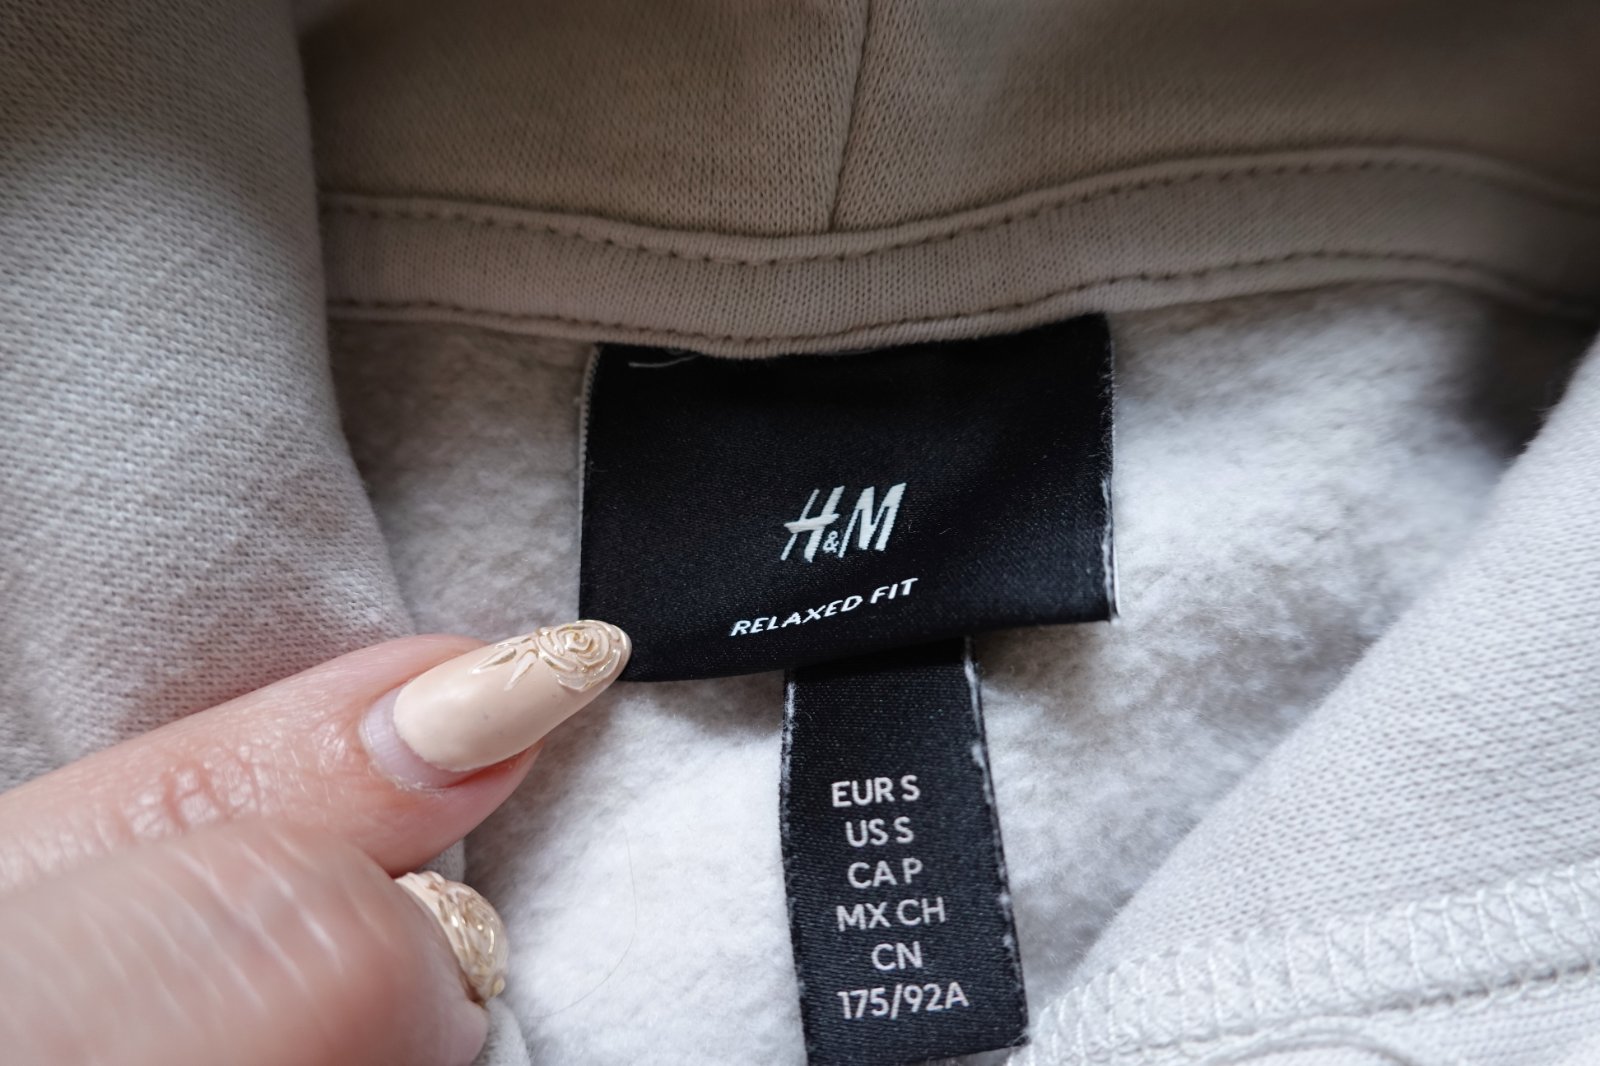 H&M
RELAXED FIT
EUR S
US S
CA P
MX CH
CN
175/92A